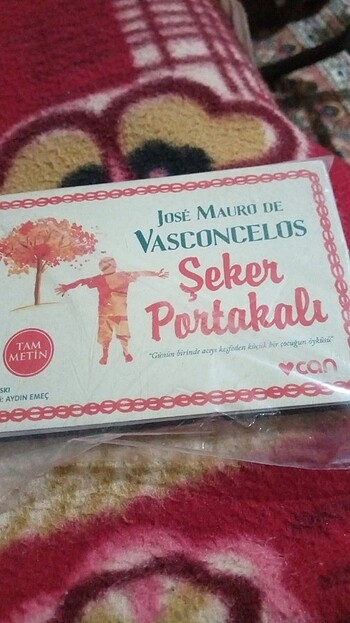 JOSÉ MAURO DE
VASCONCELOS
Şeker
Portakalı
"Günün birinde acıyı keşfeden küçük bir çocuğun öyküsü"
TAM
METİN
can
SKI
: AYDIN EMEÇ